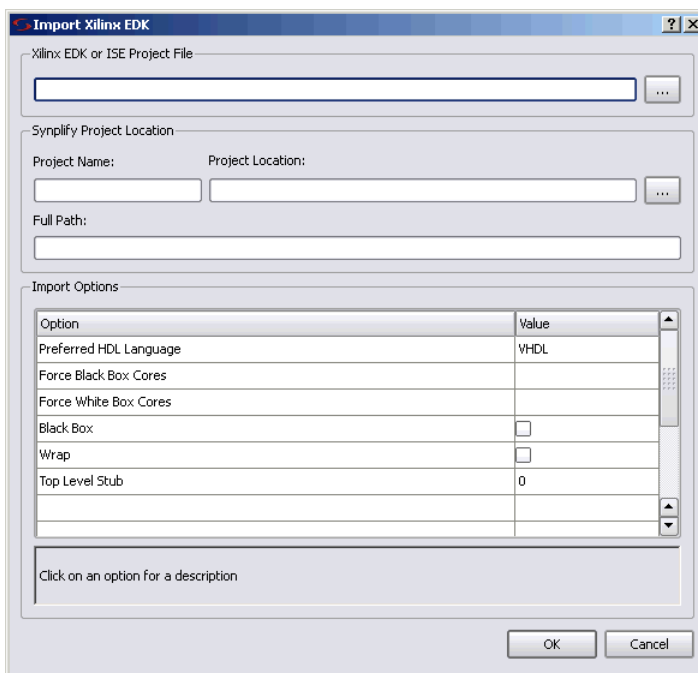 Import Xilinx EDK
? X
Xilinx EDK or ISE Project File
...
Synplify Project Location
Project Name:
Project Location:
...
Full Path:
Import Options
Option Value
Preferred HDL Language VHDL
Force Black Box Cores
Force White Box Cores
Black Box
Wrap
Top Level Stub 0
Click on an option for a description
OK Cancel